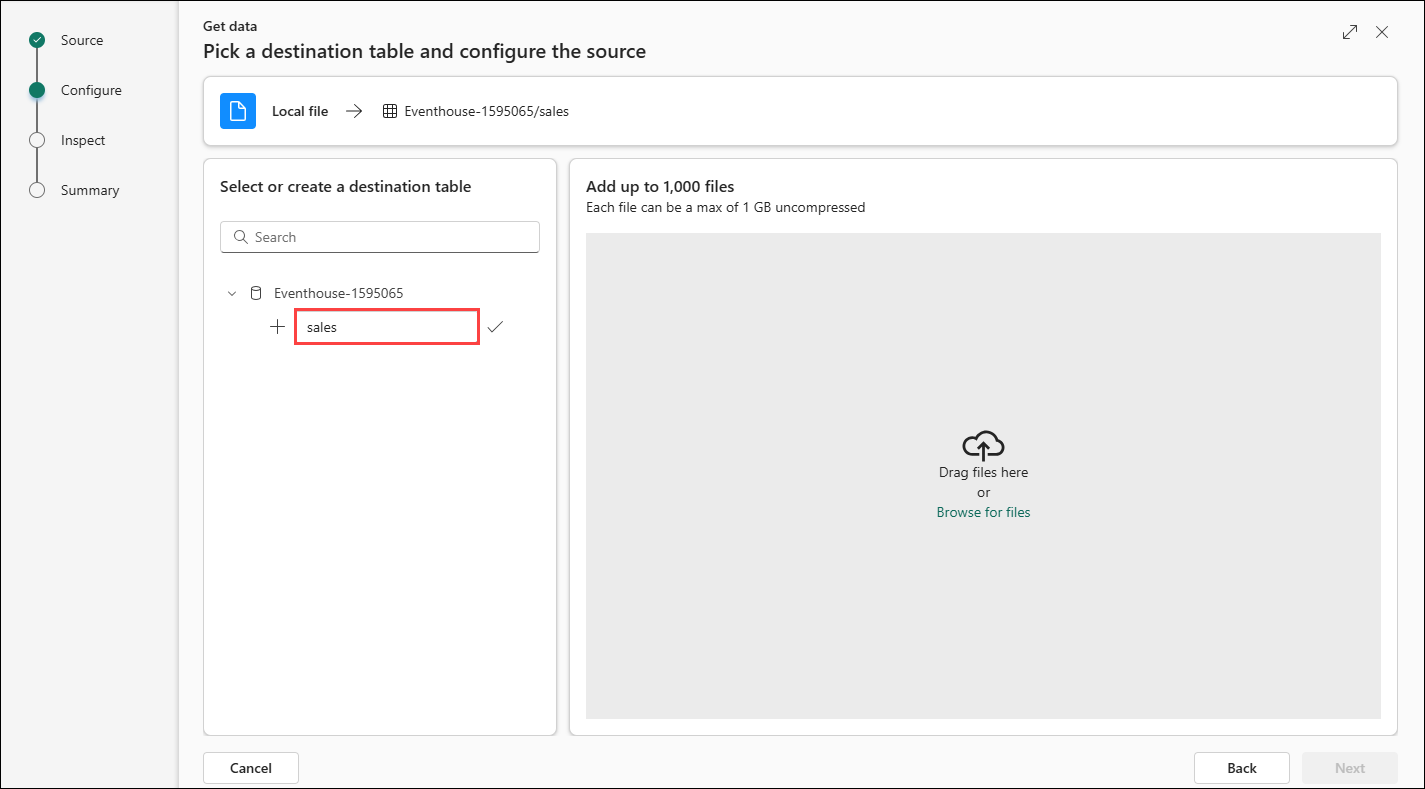 Source
Configure
Inspect
Summary
Get data
Pick a destination table and configure the source
Local file
Eventhouse-1595065/sales
Select or create a destination table
Search
Eventhouse-1595065
sales
Add up to 1,000 files
Each file can be a max of 1 GB uncompressed
Drag files here
or
Browse for files
Cancel
Back
Next